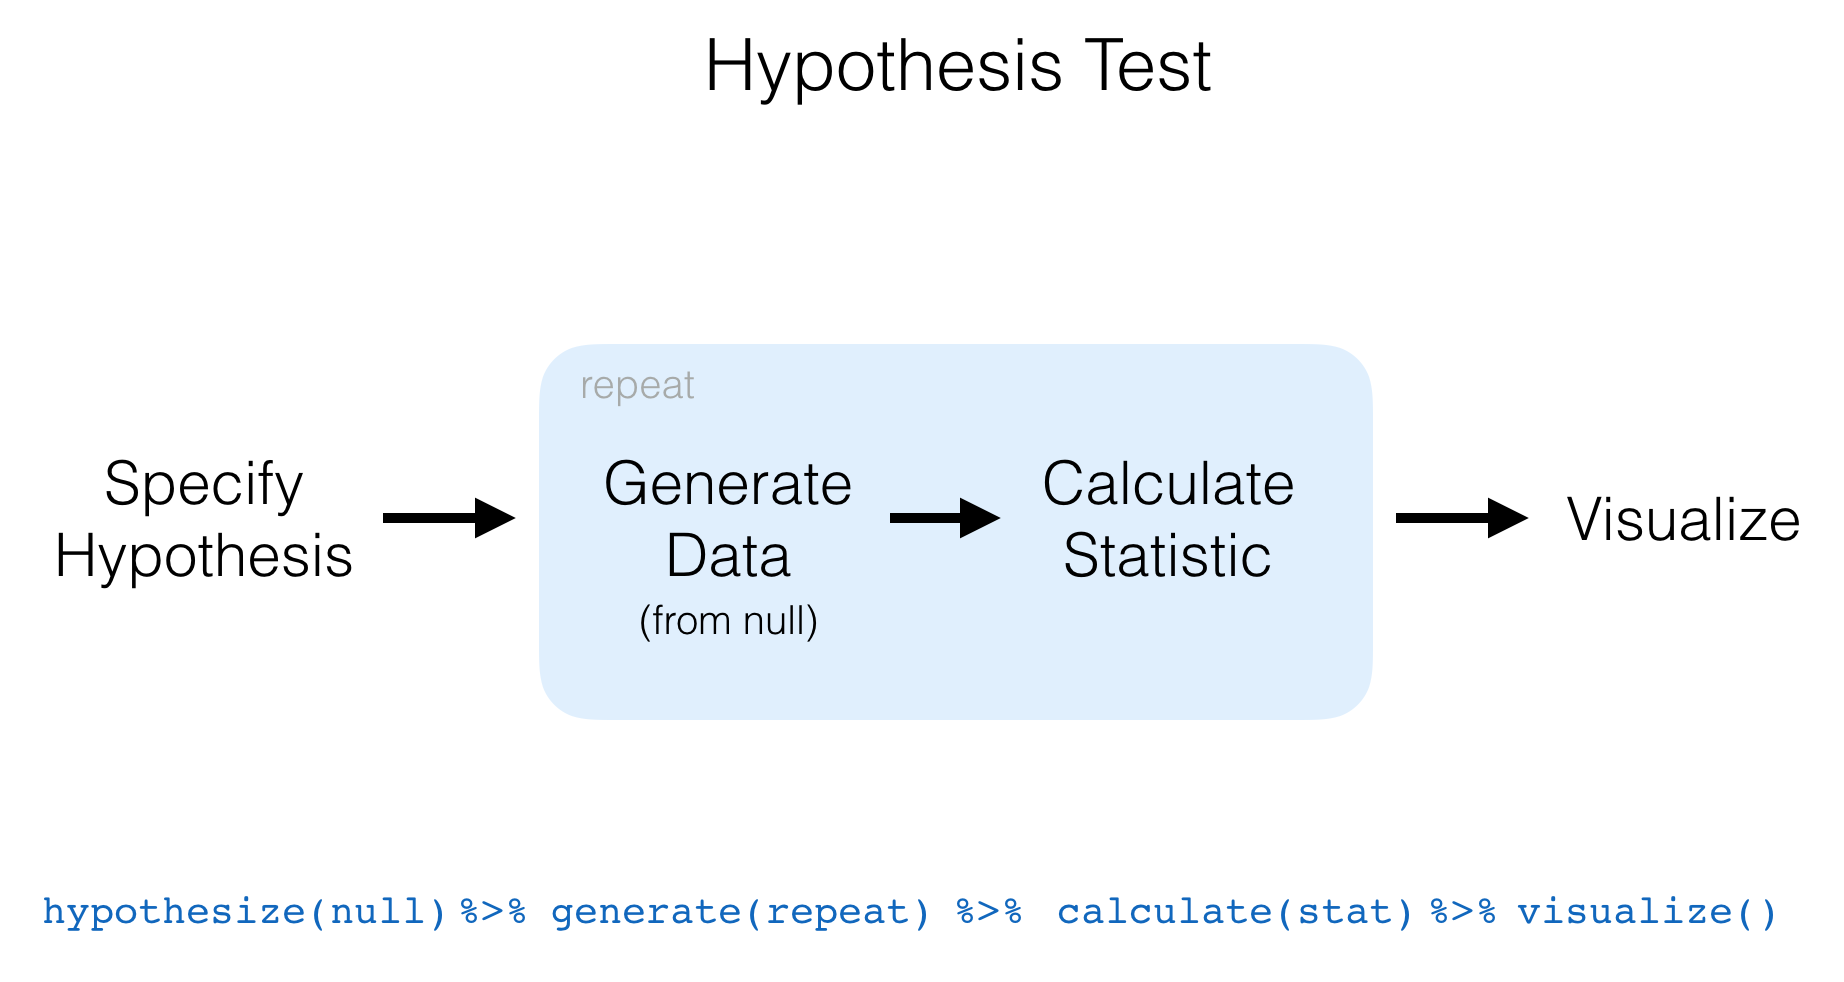 Hypothesis Test
repeat
Specify
Hypothesis
Generate
Data
(from null)
Calculate
Statistic
Visualize
hypothesize(null) %>% generate(repeat) %>% calculate(stat) %>% visualize()